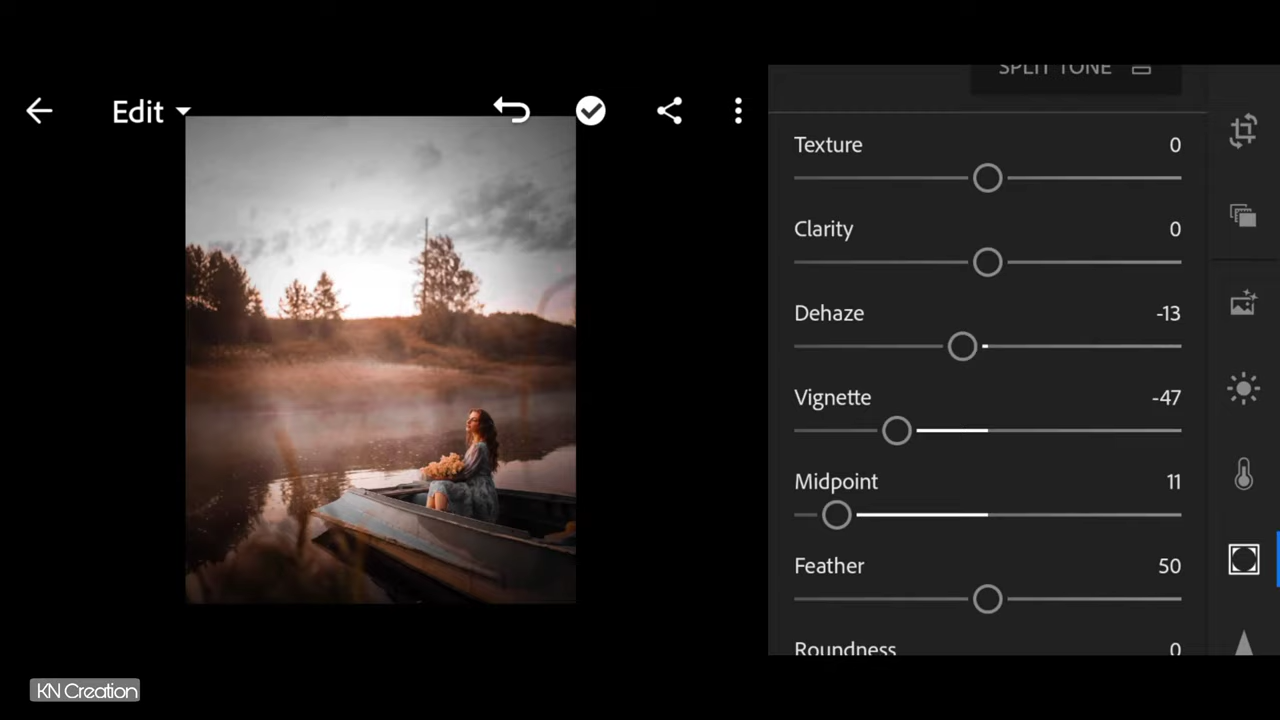 Edit
SPLIT TONE
Texture 0
Clarity 0
Dehaze -13
Vignette -47
Midpoint 11
Feather 50
Roundness 0
KN Creation